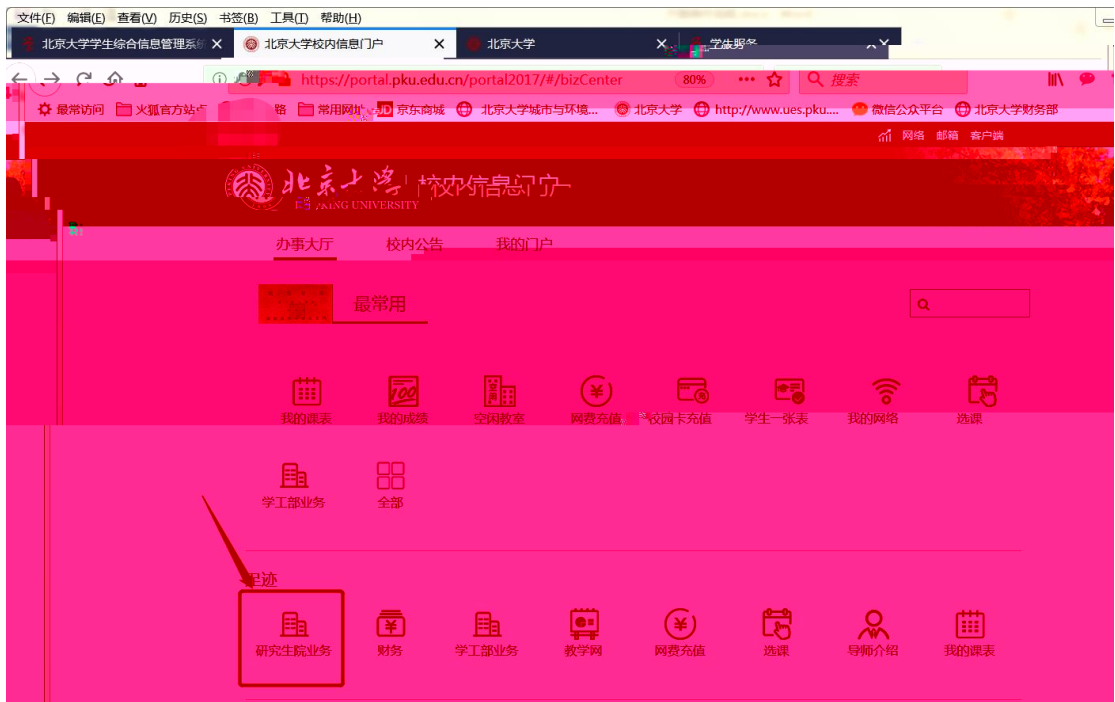 文件(F) 编辑(E) 查看(V) 历史(S) 书签(B) 工具(T) 帮助(H)
北京大学学生综合信息管理系统 北京大学校内信息门户 北京大学
https://portal.pku.edu.cn/portal2017/#/bizCenter 80% 搜索
最常访问 火狐官方站点 常用网址 JD 京东商城 北京大学城市与环境... 北京大学 http://www.ues.pku.... 微信公众平台 北京大学财务部
网络 邮箱 客户端
北京大学 校内信息门户
UNIVERSITY
办事大厅 校内公告 我的门户
最常用
我的课表 我的成绩 空闲教室 网费充值 校园卡充值 学生一张表 我的网络 选课
学工部业务 全部
足迹
研究生院业务 财务 学工部业务 教学网 网费充值 选课 导师介绍 我的课表